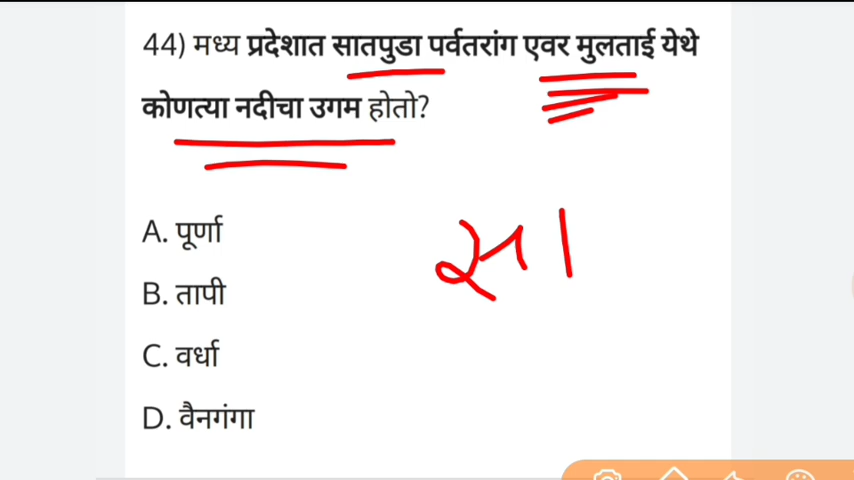 44) मध्य प्रदेशात सातपुडा पर्वतरांग एवर मुलताई येथे
कोणत्या नदीचा उगम होतो?
सा
A. पूर्णा
B. तापी
C. वर्धा
D. वैनगंगा